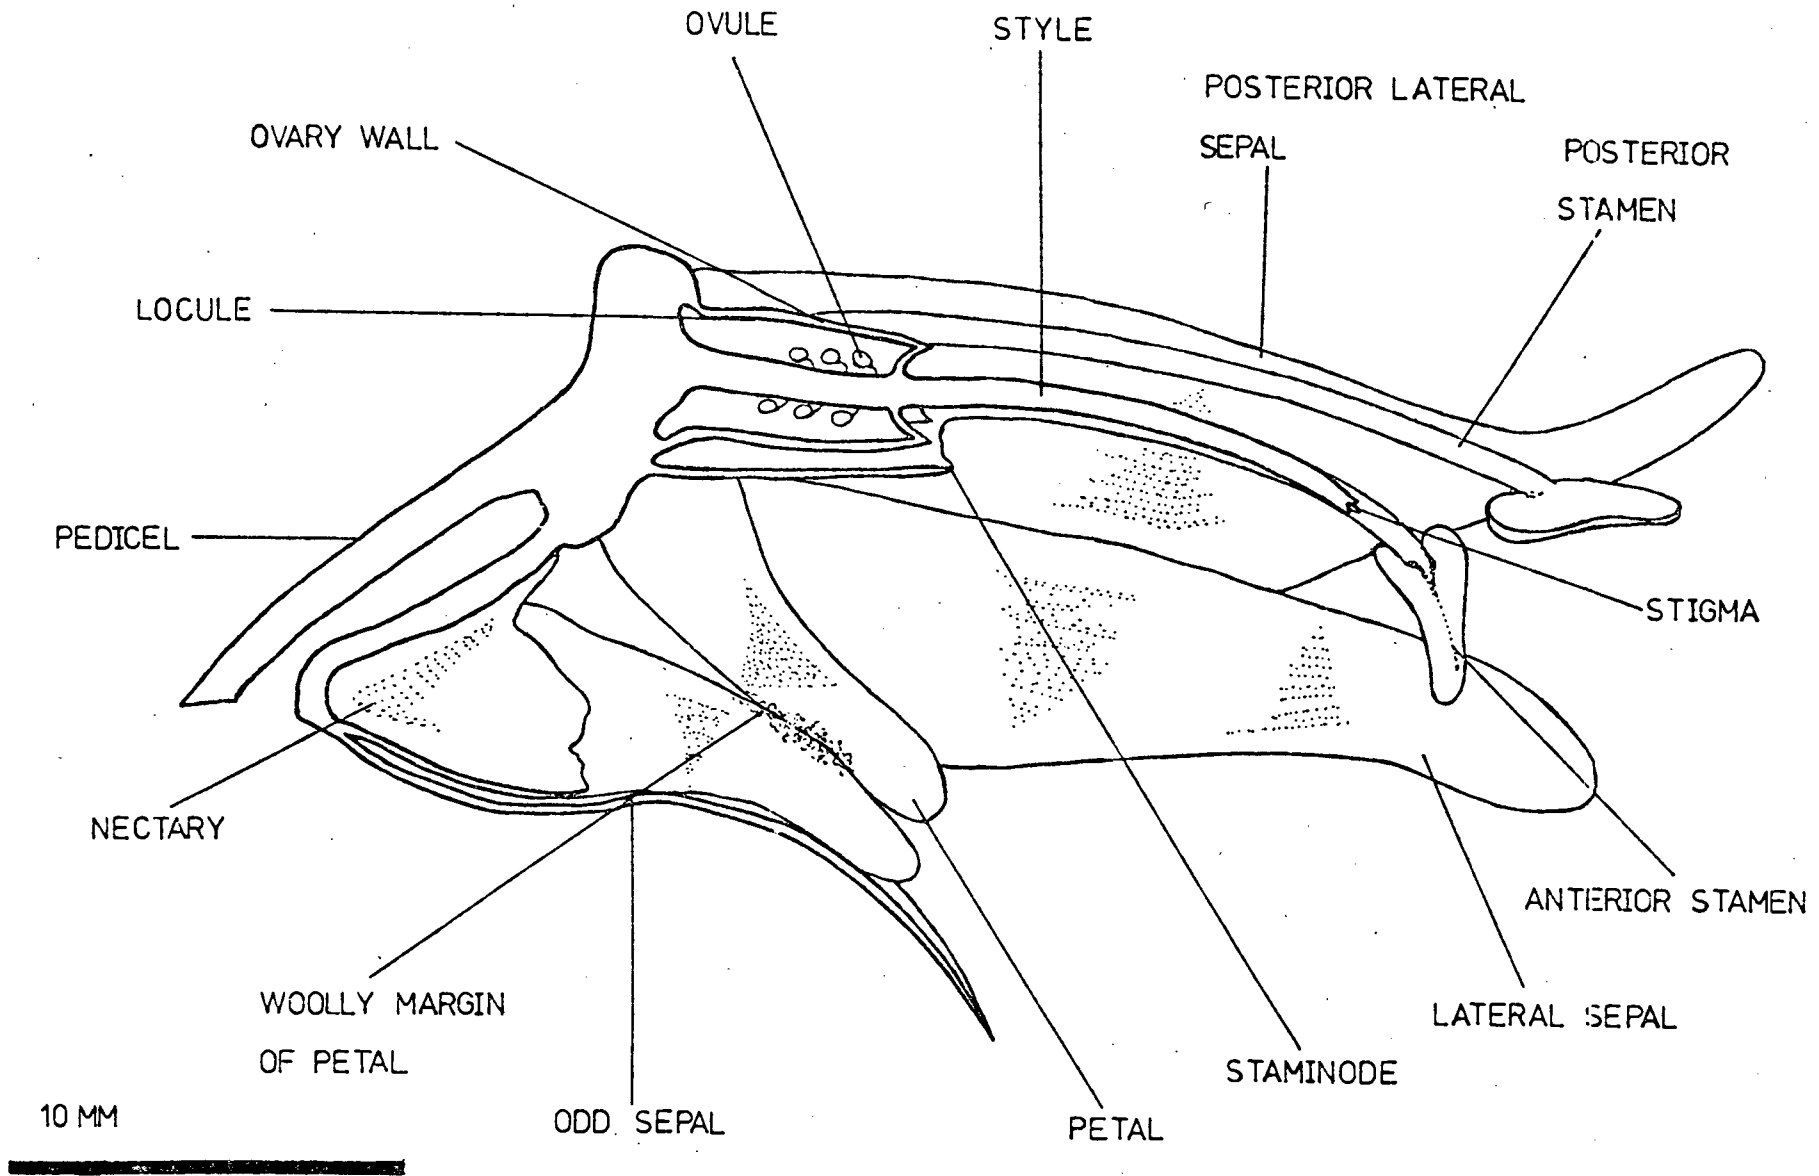 OVULE
STYLE
POSTERIOR LATERAL
SEPAL
OVARY WALL
POSTERIOR
STAMEN
LOCULE
PEDICEL
STIGMA
NECTARY
ANTERIOR STAMEN
WOOLLY MARGIN
OF PETAL
LATERAL SEPAL
STAMINODE
10 MM
ODD SEPAL
PETAL